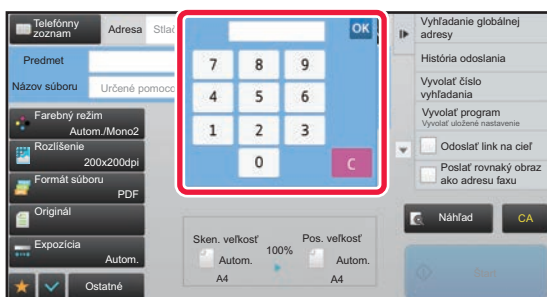 Telefónny
zoznam
Adresa
Stlač
OK
Predmet
Názov súboru
Určené pomoco
7 8 9
4 5 6
1 2 3
0 C
Farebný režim
Autom./Mono2
Rozlíšenie
200x200dpi
Formát súboru
PDF
Originál
Expozícia
Autom.
Ostatné
Sken. veľkosť
Autom.
A4
100%
Pos. veľkosť
Autom.
A4
Vyhľadanie globálnej
adresy
História odoslania
Vyvolať číslo
vyhľadania
Vyvolať program
Vyvolať uložené nastavenie
Odoslať link na cieľ
Poslať rovnaký obraz
ako adresu faxu
Náhľad
CA
Štart